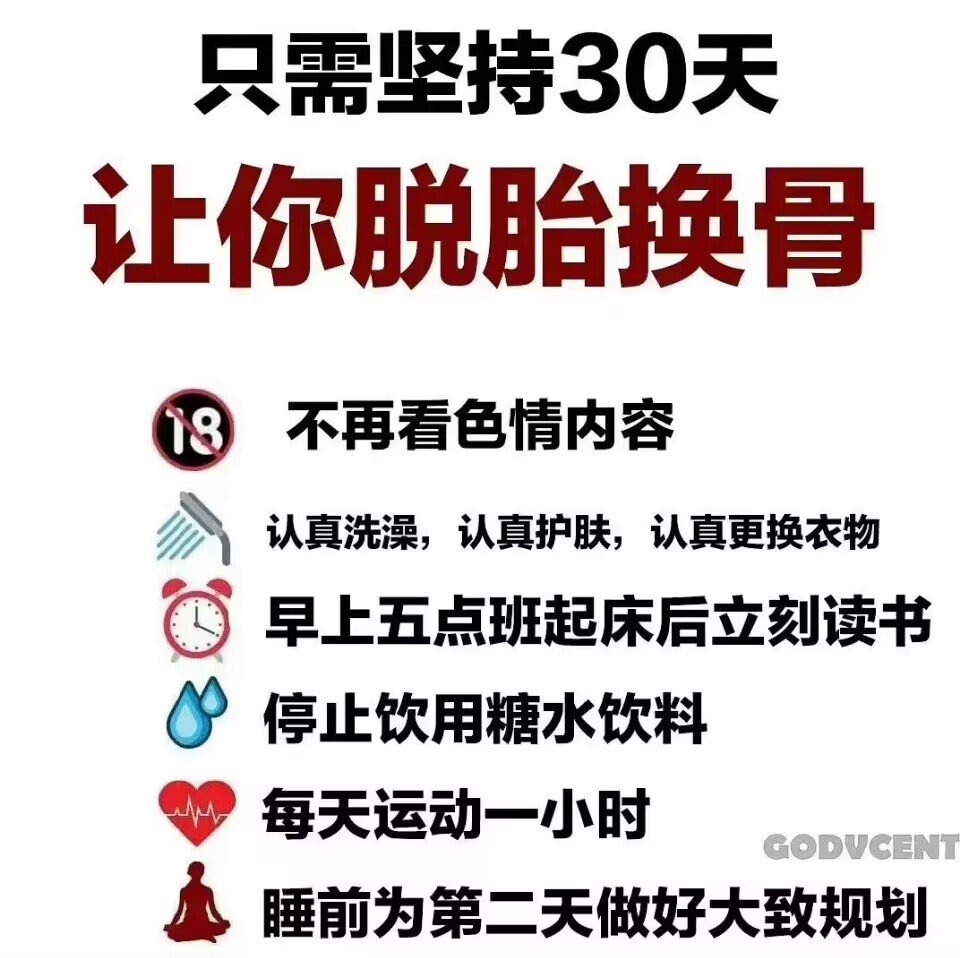 只需坚持30天
让你脱胎换骨
18
不再看色情内容
认真洗澡，认真护肤，认真更换衣物
早上五点班起床后立刻读书
停止饮用糖水饮料
每天运动一小时
GODVCENT
睡前为第二天做好大致规划